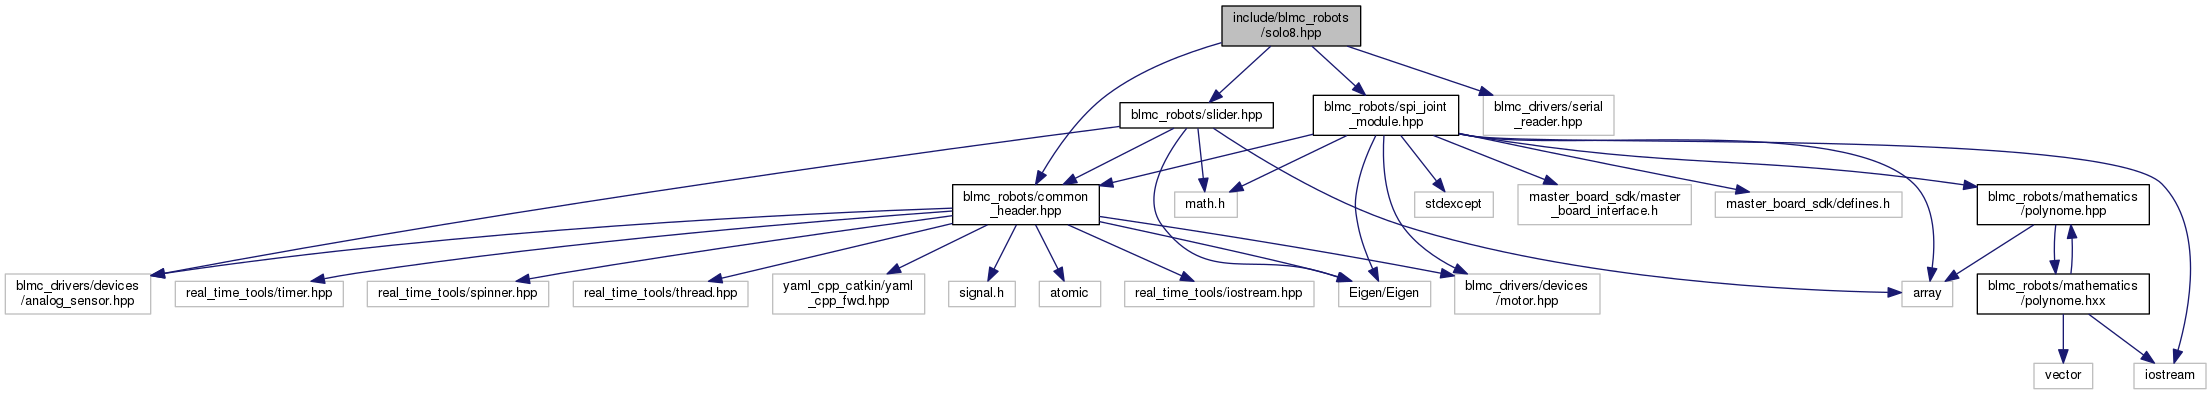 include/blmc_robots
/solo8.hpp
blmc_robots/slider.hpp
blmc_robots/spi_joint
_module.hpp
blmc_drivers/serial
_reader.hpp
blmc_robots/common
_header.hpp
math.h
stdexcept
master_board_sdk/master
_board_interface.h
master_board_sdk/defines.h
blmc_robots/mathematics
/polynome.hpp
blmc_drivers/devices
/analog_sensor.hpp
real_time_tools/timer.hpp
real_time_tools/spinner.hpp
real_time_tools/thread.hpp
yaml_cpp_catkin/yaml
_cpp_fwd.hpp
signal.h
atomic
real_time_tools/iostream.hpp
Eigen/Eigen
blmc_drivers/devices
/motor.hpp
array
blmc_robots/mathematics
/polynome.hxx
vector
iostream